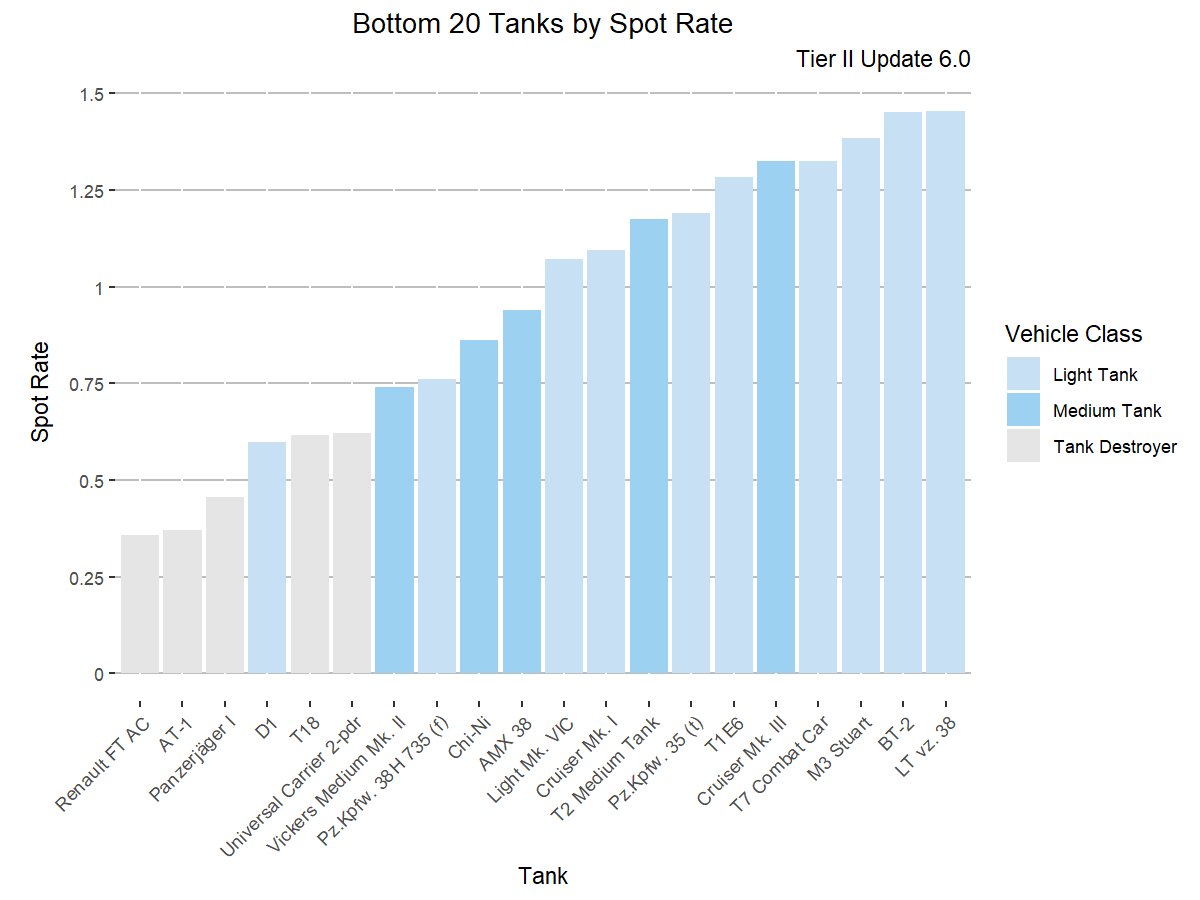 Bottom 20 Tanks by Spot Rate
Tier II Update 6.0
1.5
1.25
1
0.75
0.5
0.25
0
Spot Rate
Renault FT AC
AT-1
Panzerjäger I
D1
T18
Universal Carrier 2-pdr
Vickers Medium Mk. II
Pz.Kpfw. 38 H 735 (f)
Chi-Ni
AMX 38
Light Mk. VIC
Cruiser Mk. I
T2 Medium Tank
Pz.Kpfw. 35 (t)
T1E6
Cruiser Mk. III
T7 Combat Car
M3 Stuart
BT-2
LT vz. 38
Tank
Vehicle Class
Light Tank
Medium Tank
Tank Destroyer